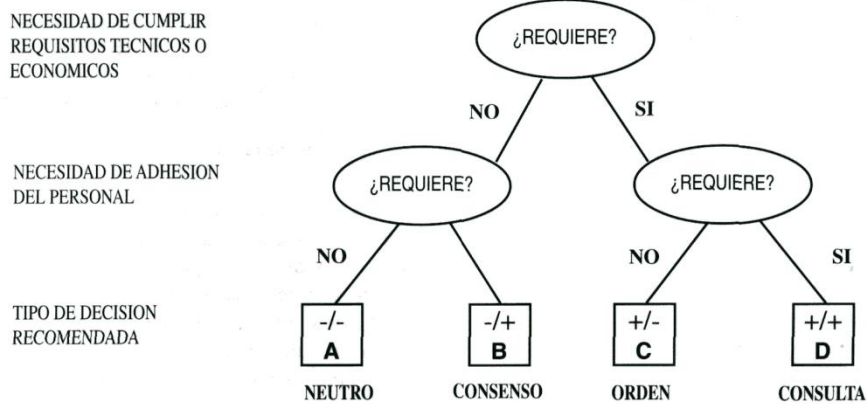 NECESIDAD DE CUMPLIR
REQUISITOS TECNICOS O
ECONOMICOS
¿REQUIERE?
NO
SI
NECESIDAD DE ADHESION
DEL PERSONAL
¿REQUIERE?
¿REQUIERE?
NO
NO
SI
TIPO DE DECISION
RECOMENDADA
-/-
A
-/+
B
+/-
C
+/+
D
NEUTRO
CONSENSO
ORDEN
CONSULTA